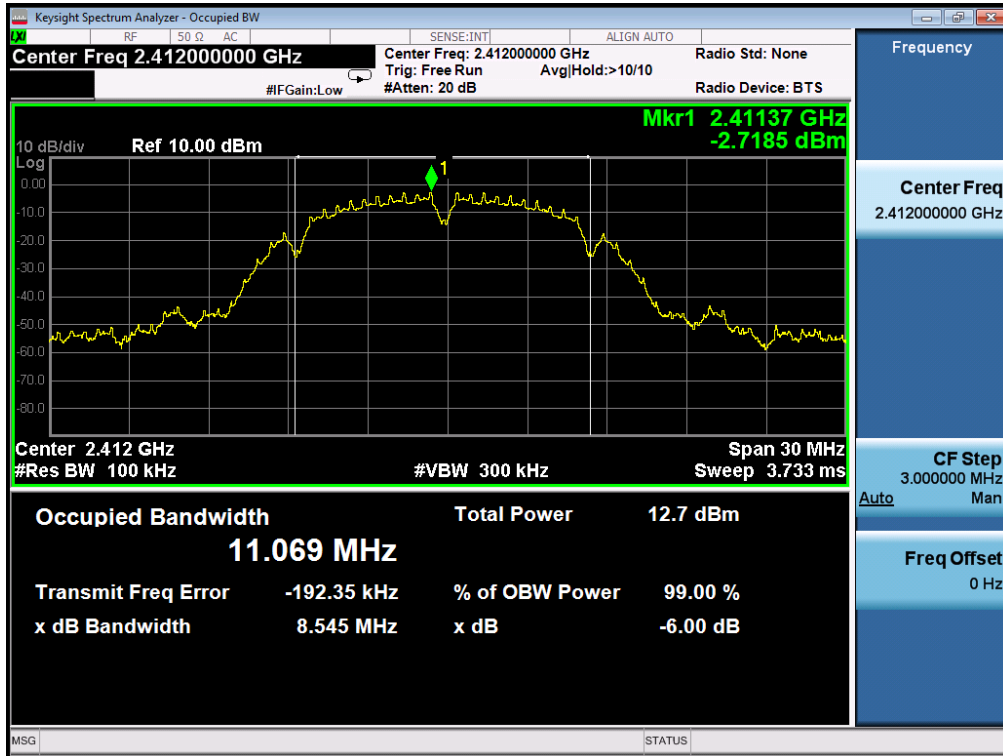 Keysight Spectrum Analyzer - Occupied BW
LXI RF 50 Ω AC SENSE:INT ALIGN AUTO
Center Freq 2.412000000 GHz
Center Freq: 2.412000000 GHz Radio Std: None
Trig: Free Run Avg|Hold:>10/10
#IFGain:Low #Atten: 20 dB Radio Device: BTS
Frequency
Mkr1 2.41137 GHz
-2.7185 dBm
10 dB/div Ref 10.00 dBm
Log
1
0.00
-10.0
-20.0
-30.0
-40.0
-50.0
-60.0
-70.0
-80.0
Center 2.412 GHz Span 30 MHz
#Res BW 100 kHz #VBW 300 kHz Sweep 3.733 ms
Occupied Bandwidth Total Power 12.7 dBm
11.069 MHz
Transmit Freq Error -192.35 kHz % of OBW Power 99.00 %
x dB Bandwidth 8.545 MHz x dB -6.00 dB
Center Freq
2.412000000 GHz
CF Step
3.000000 MHz
Auto Man
Freq Offset
0 Hz
MSG STATUS